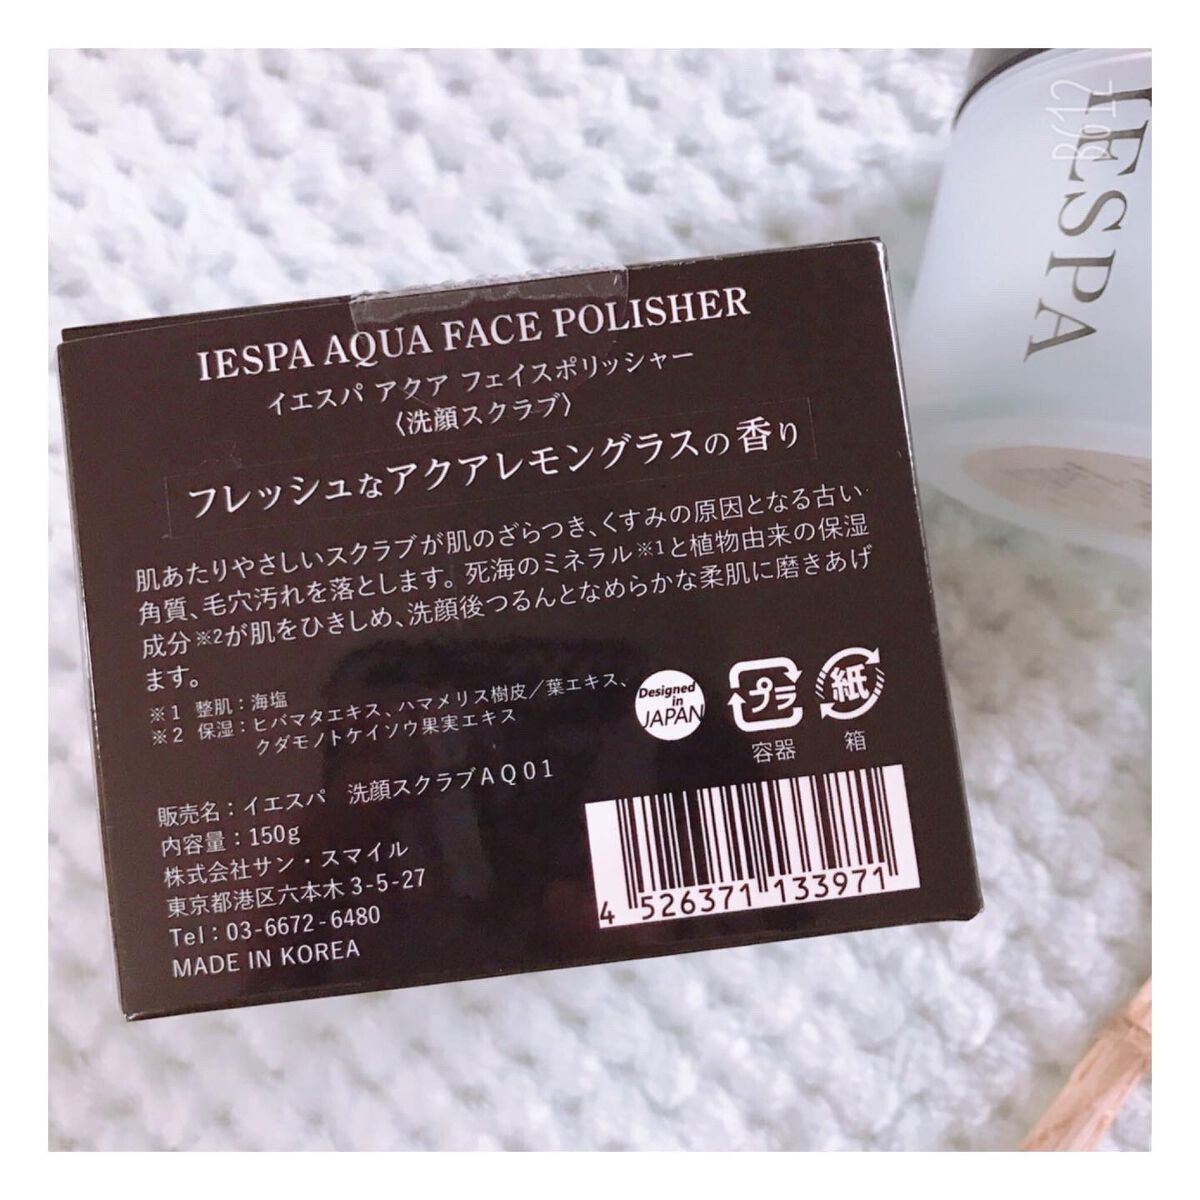 IESPA AQUA FACE POLISHER
イエスパ アクア フェイスポリッシャー
〈洗顔スクラブ〉
フレッシュなアクアレモングラスの香り
肌あたりやさしいスクラブが肌のざらつき、くすみの原因となる古い
角質、毛穴汚れを落とします。死海のミネラル※1と植物由来の保湿
成分※2が肌をひきしめ、洗顔後つるんとなめらかな柔肌に磨きあげ
ます。
※1 整肌：海塩
※2 保湿：ヒバマタエキス、ハマメリス樹皮／葉エキス、
クダモノトケイソウ果実エキス
Designed
in
JAPAN
プラ
容器
紙
箱
販売名：イエスパ 洗顔スクラブAQ01
内容量：150g
株式会社サン・スマイル
東京都港区六本木3-5-27
Tel：03-6672-6480
MADE IN KOREA
4 526371 133971
IESPA
B612